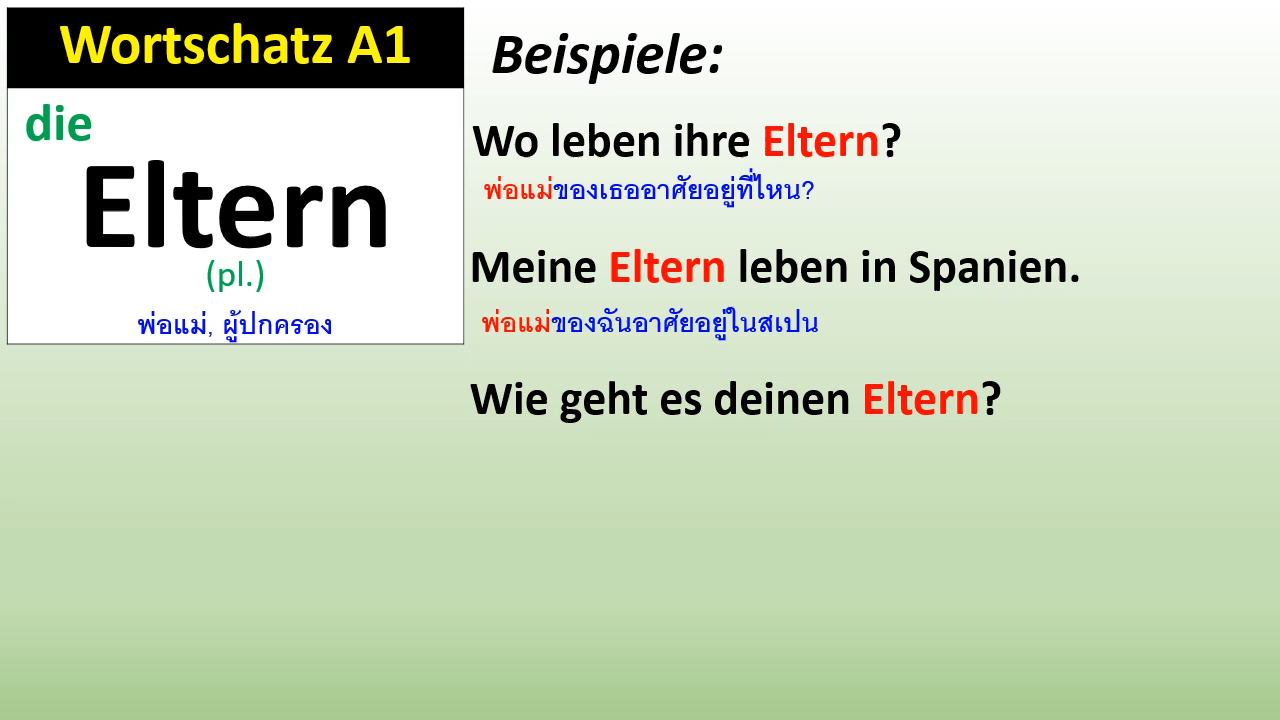 Wortschatz A1
die
Eltern
(pl.)
พ่อแม่, ผู้ปกครอง
Beispiele:
Wo leben ihre Eltern?
พ่อแม่ของเธออาศัยอยู่ที่ไหน?
Meine Eltern leben in Spanien.
พ่อแม่ของฉันอาศัยอยู่ในสเปน
Wie geht es deinen Eltern?